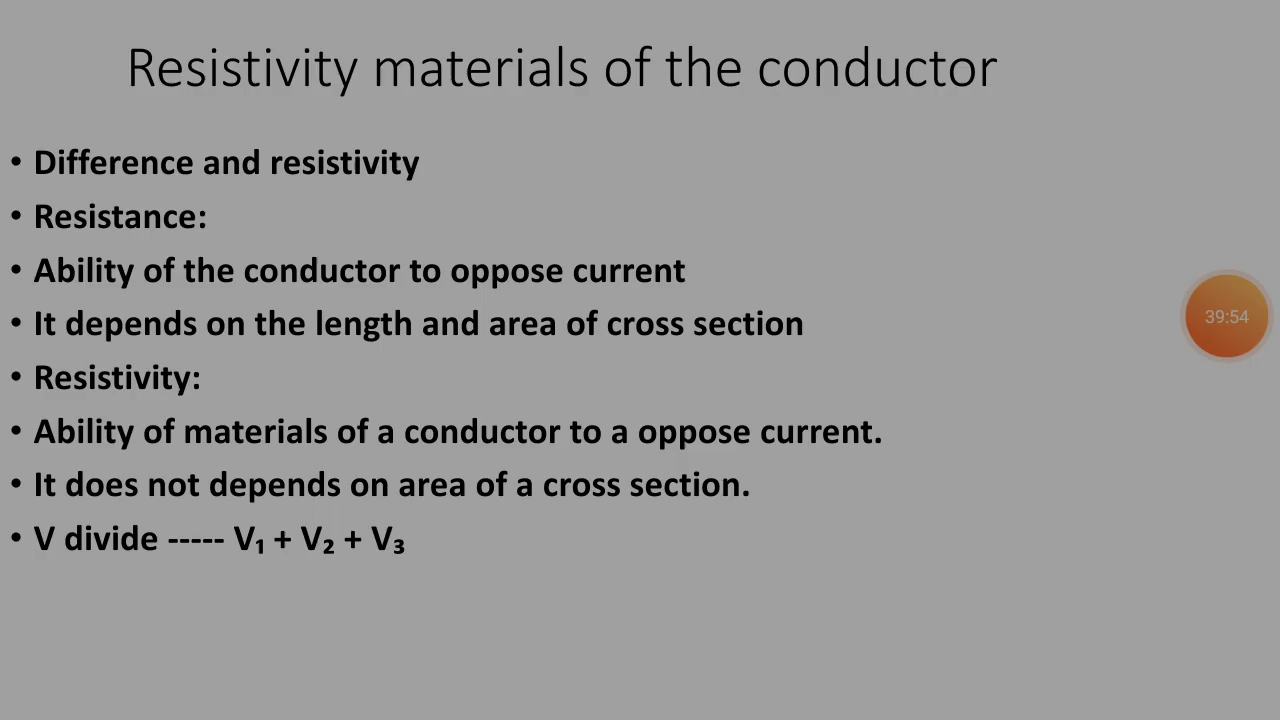 Resistivity materials of the conductor
• Difference and resistivity
• Resistance:
• Ability of the conductor to oppose current
• It depends on the length and area of cross section
39:54
• Resistivity:
• Ability of materials of a conductor to a oppose current.
• It does not depends on area of a cross section.
• V divide ----- V₁ + V₂ + V₃